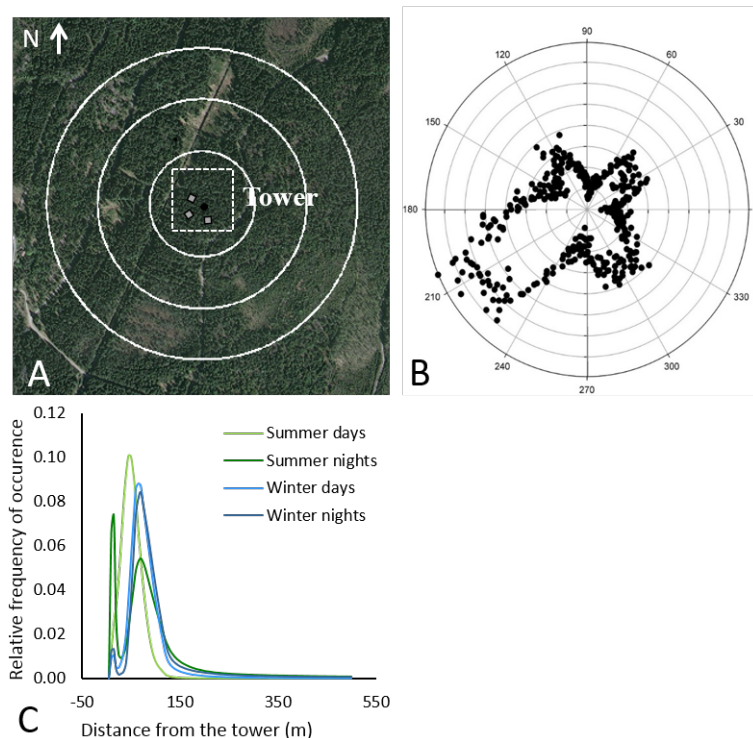 N
Tower
A
90
120
60
150
30
180
210
330
240
300
270
B
0.12
0.10
0.08
0.06
0.04
0.02
0.00
Relative frequency of occurence
Summer days
Summer nights
Winter days
Winter nights
-50
150
350
550
C
Distance from the tower (m)